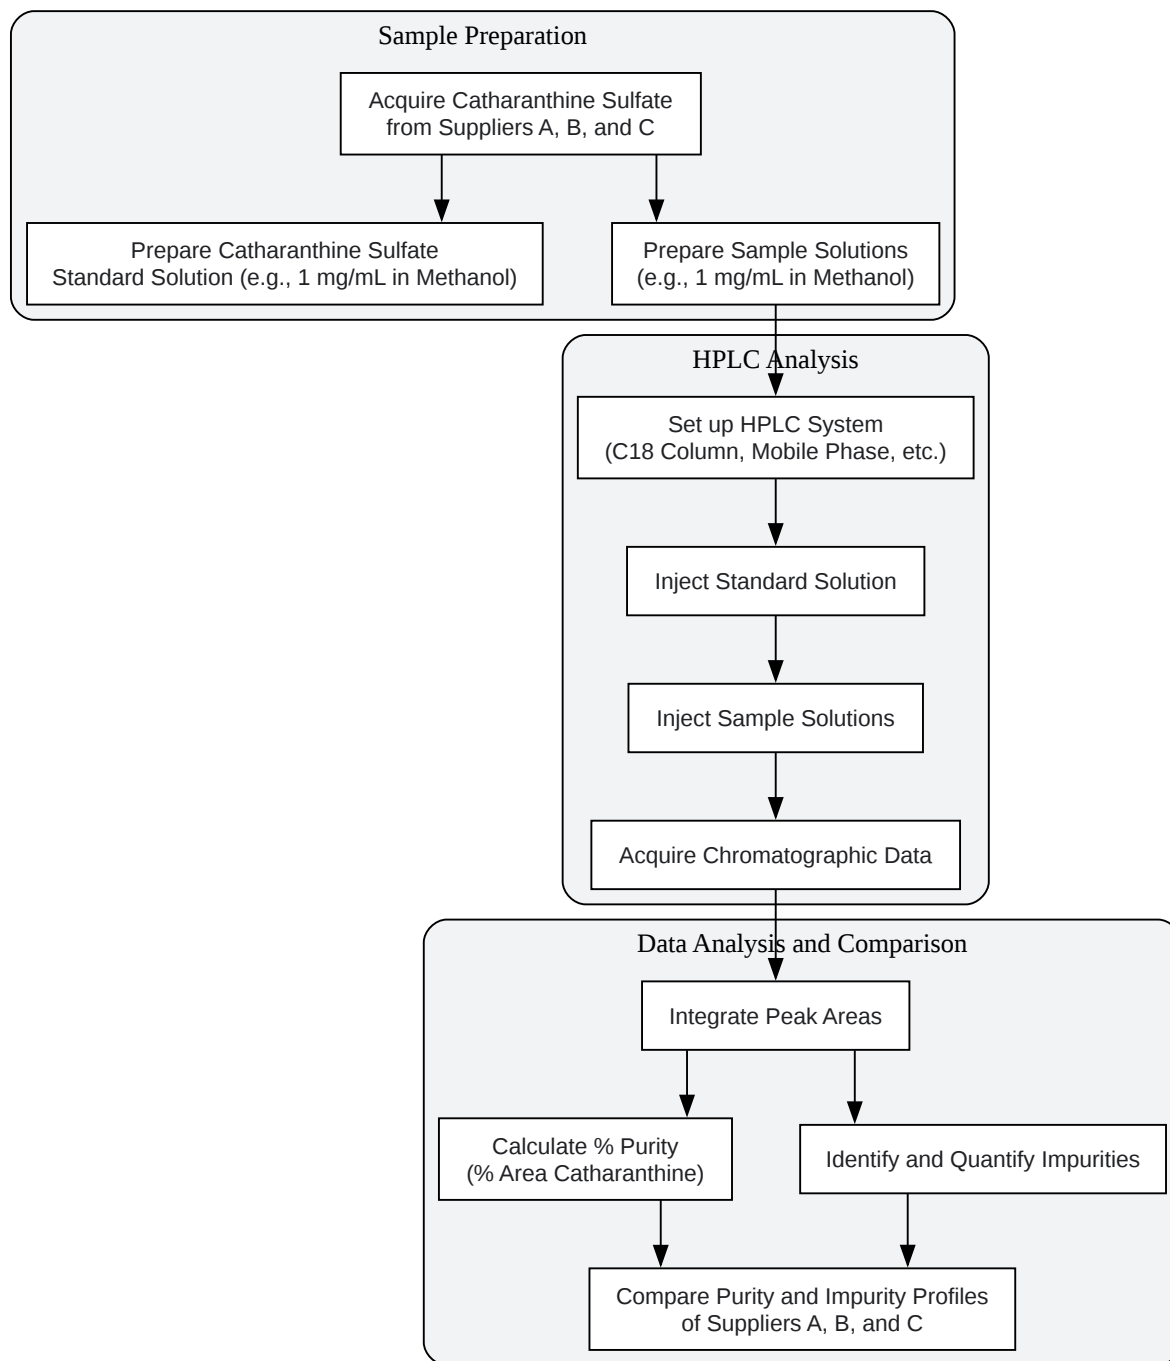 Sample Preparation
Acquire Catharanthine Sulfate
from Suppliers A, B, and C
Prepare Catharanthine Sulfate
Standard Solution (e.g., 1 mg/mL in Methanol)
Prepare Sample Solutions
(e.g., 1 mg/mL in Methanol)
HPLC Analysis
Set up HPLC System
(C18 Column, Mobile Phase, etc.)
Inject Standard Solution
Inject Sample Solutions
Acquire Chromatographic Data
Data Analysis and Comparison
Integrate Peak Areas
Calculate % Purity
(% Area Catharanthine)
Identify and Quantify Impurities
Compare Purity and Impurity Profiles
of Suppliers A, B, and C